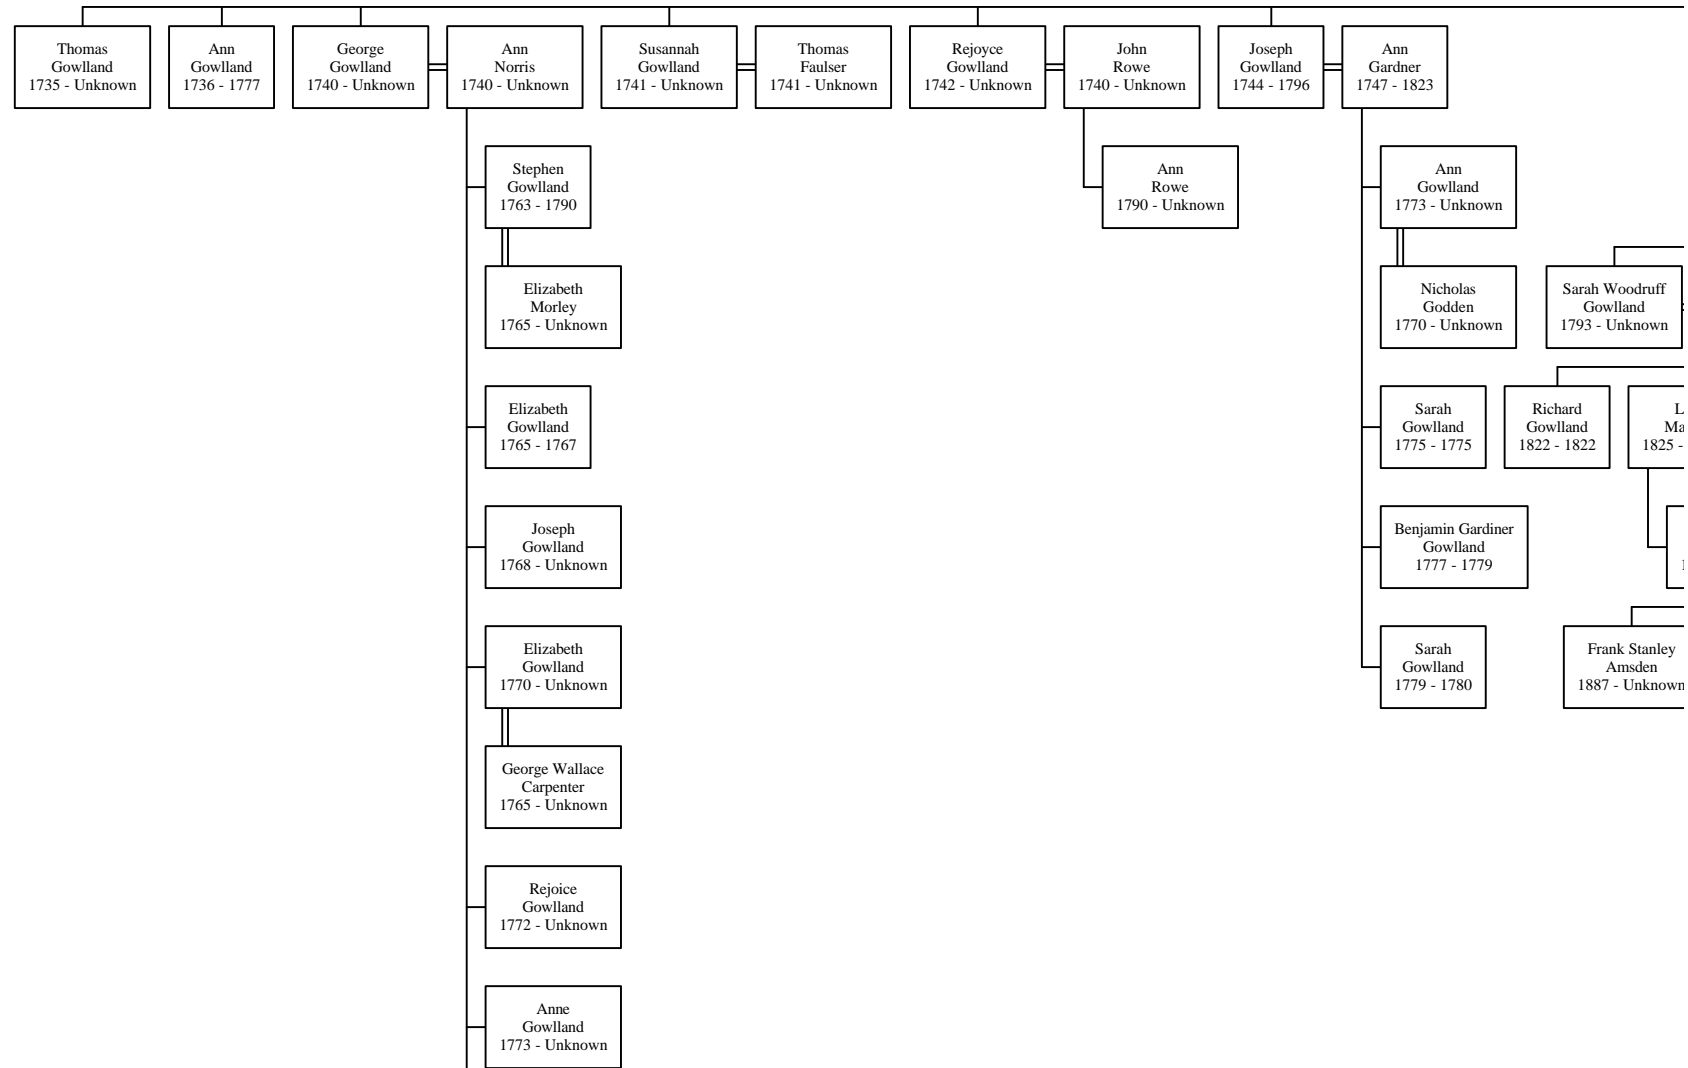 Thomas
Gowlland
1735 - Unknown
Ann
Gowlland
1736 - 1777
George
Gowlland
1740 - Unknown
Ann
Norris
1740 - Unknown
Susannah
Gowlland
1741 - Unknown
Thomas
Faulser
1741 - Unknown
Rejoyce
Gowlland
1742 - Unknown
John
Rowe
1740 - Unknown
Joseph
Gowlland
1744 - 1796
Ann
Gardner
1747 - 1823
Stephen
Gowlland
1763 - 1790
Ann
Rowe
1790 - Unknown
Ann
Gowlland
1773 - Unknown
Elizabeth
Morley
1765 - Unknown
Nicholas
Godden
1770 - Unknown
Sarah Woodruff
Gowlland
1793 - Unknown
Elizabeth
Gowlland
1765 - 1767
Sarah
Gowlland
1775 - 1775
Richard
Gowlland
1822 - 1822
L
Ma
1825 -
Joseph
Gowlland
1768 - Unknown
Benjamin Gardiner
Gowlland
1777 - 1779
1
Elizabeth
Gowlland
1770 - Unknown
Sarah
Gowlland
1779 - 1780
Frank Stanley
Amsden
1887 - Unknown
George Wallace
Carpenter
1765 - Unknown
Rejoice
Gowlland
1772 - Unknown
Anne
Gowlland
1773 - Unknown